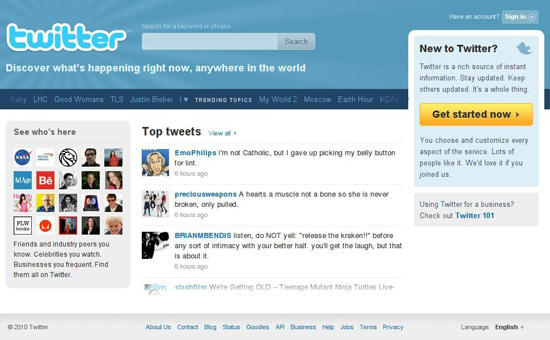 Have an account? Sign in
twitter
Search for a keyword or phrase...
Search
Discover what's happening right now, anywhere in the world
Baby LHC Good Womans TLS Justin Bieber I ♥ TRENDING TOPICS My World 2 Moscow Earth Hour KCAs
New to Twitter?
Twitter is a rich source of instant
information. Stay updated. Keep
others updated. It's a whole thing.
Get started now ›
You choose and customize every
aspect of the service. Lots of
people like it. We'd love it if you
joined us.
Using Twitter for a business?
Check out Twitter 101
See who's here
NASA
Ad Age Bē
PLW
books
Friends and industry peers you
know. Celebrities you watch.
Businesses you frequent. Find
them all on Twitter.
Top tweets View all ›
EmoPhilips I'm not Catholic, but I gave up picking my belly button
for lint.
6 hours ago
preciousweapons A hearts a muscle not a bone so she is never
broken, only pulled.
6 hours ago
BRIANMBENDIS listen, do NOT yell: "release the kraken!!" before
any sort of intimacy with your better half. you'll get the laugh, but that
is about it.
6 hours ago
slashfilm We're Getting OLD – Teenage Mutant Ninja Turtles Live-
© 2010 Twitter
About Us Contact Blog Status Goodies API Business Help Jobs Terms Privacy
Language: English